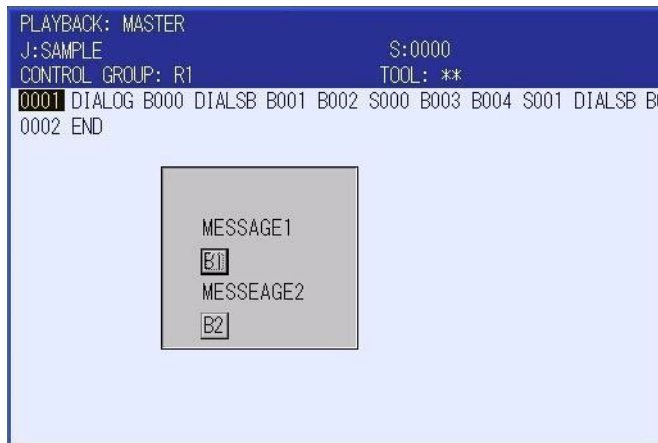 PLAYBACK: MASTER
J:SAMPLE S:0000
CONTROL GROUP: R1 TOOL: **
0001 DIALOG B000 DIALSB B001 B002 S000 B003 B004 S001 DIALSB
0002 END
MESSAGE1
B1
MESSEAGE2
B2